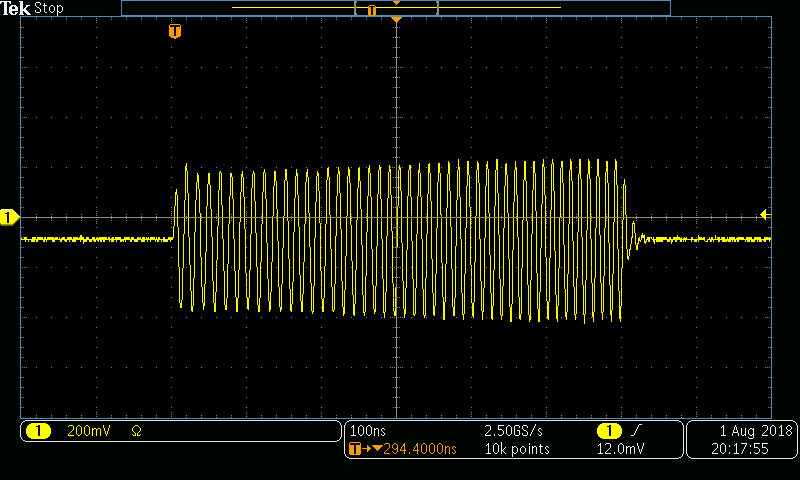 Tek Stop
T
T
1
1 200mV Ω 100ns 2.50GS/s 1 1 Aug 2018
T 294.4000ns 10k points 12.0mV 20:17:55